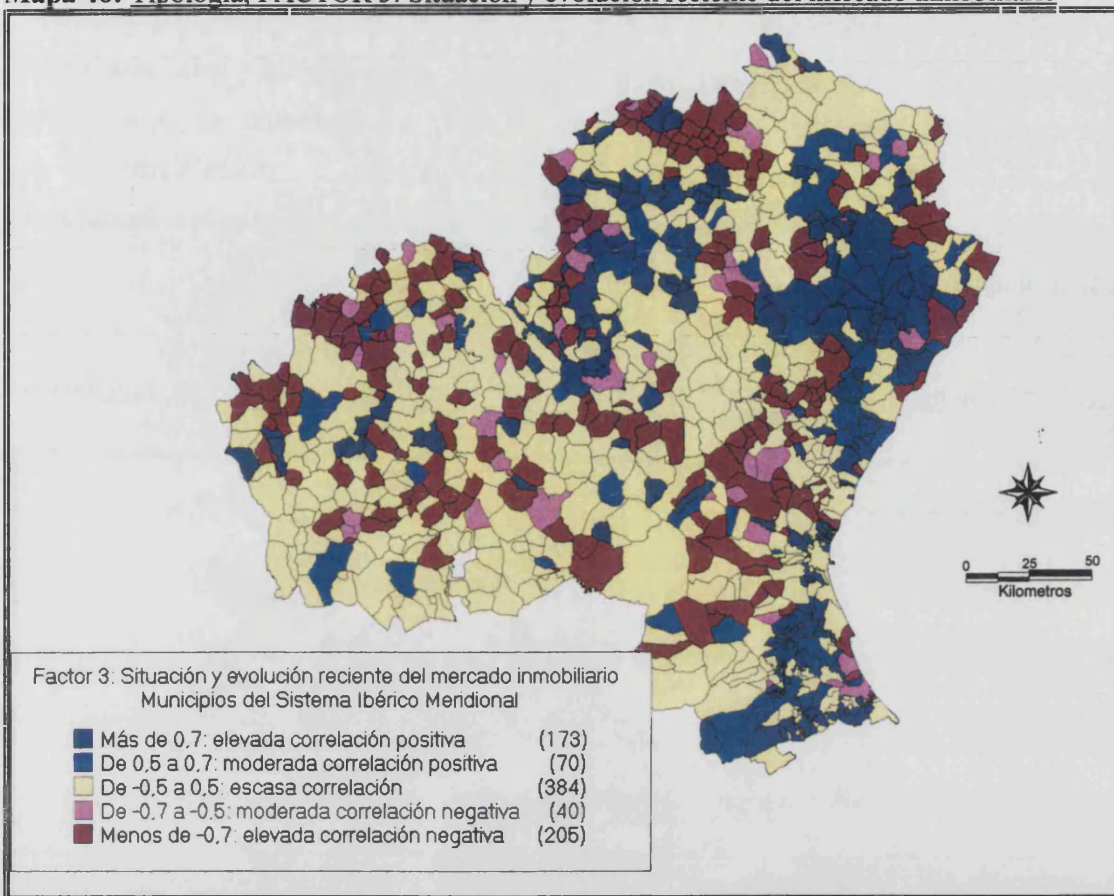 Factor 3: Situación y evolución reciente del mercado inmobiliario
Municipios del Sistema Ibérico Meridional
Más de 0,7: elevada correlación positiva (173)
De 0,5 a 0,7: moderada correlación positiva (70)
De -0,5 a 0,5: escasa correlación (384)
De -0,7 a -0,5: moderada correlación negativa (40)
Menos de -0,7: elevada correlación negativa (205)
0 25 50
Kilometros